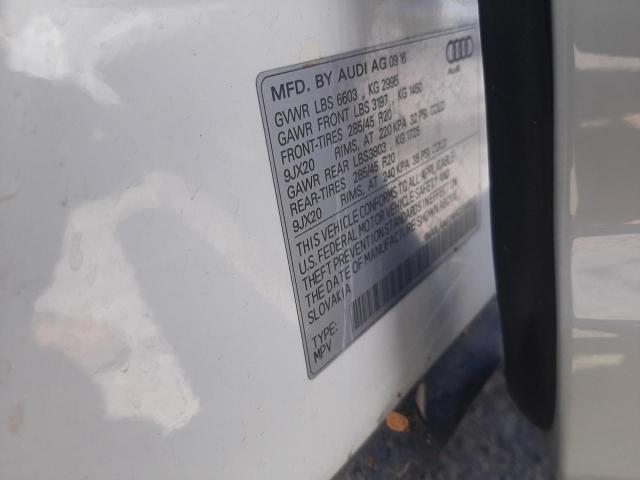 MFD. BY AUDI AG 09 16
Audi
GVWR LBS 6603 , KG 2995
GAWR FRONT LBS 3197, KG 1450
FRONT-TIRES 285/45 R20
9JX20 RIMS, AT 220 KPA 32 PSI COLD
GAWR REAR LBS3803 KG 1725
REAR-TIRES 285/45 R20
9JX20 RIMS, AT 240 KPA 35 PSI COLD
THIS VEHICLE CONFORMS TO ALL APPLICABLE
U.S. FEDERAL MOTOR VEHICLE SAFETY AND
THEFT PREVENTION STANDARDS IN EFFECT ON
THE DATE OF MANUFACTURE SHOWN ABOVE.
SLOVAKIA
TYPE:
MPV